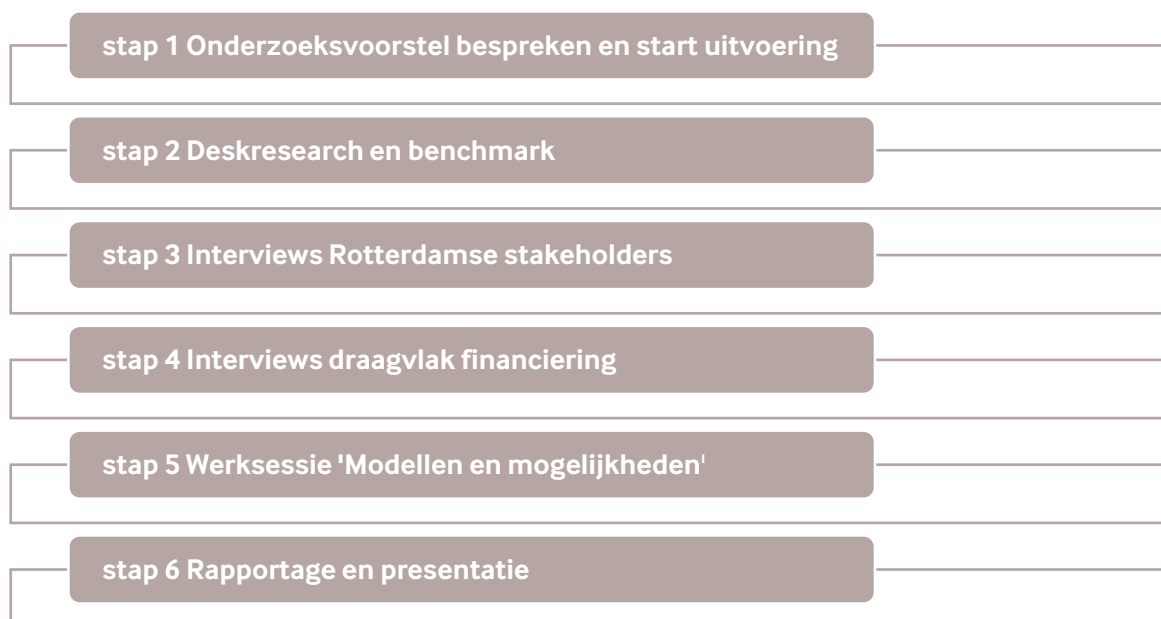 stap 1 Onderzoeksvoorstel bespreken en start uitvoering
stap 2 Deskresearch en benchmark
stap 3 Interviews Rotterdamse stakeholders
stap 4 Interviews draagvlak financiering
stap 5 Werksessie 'Modellen en mogelijkheden'
stap 6 Rapportage en presentatie